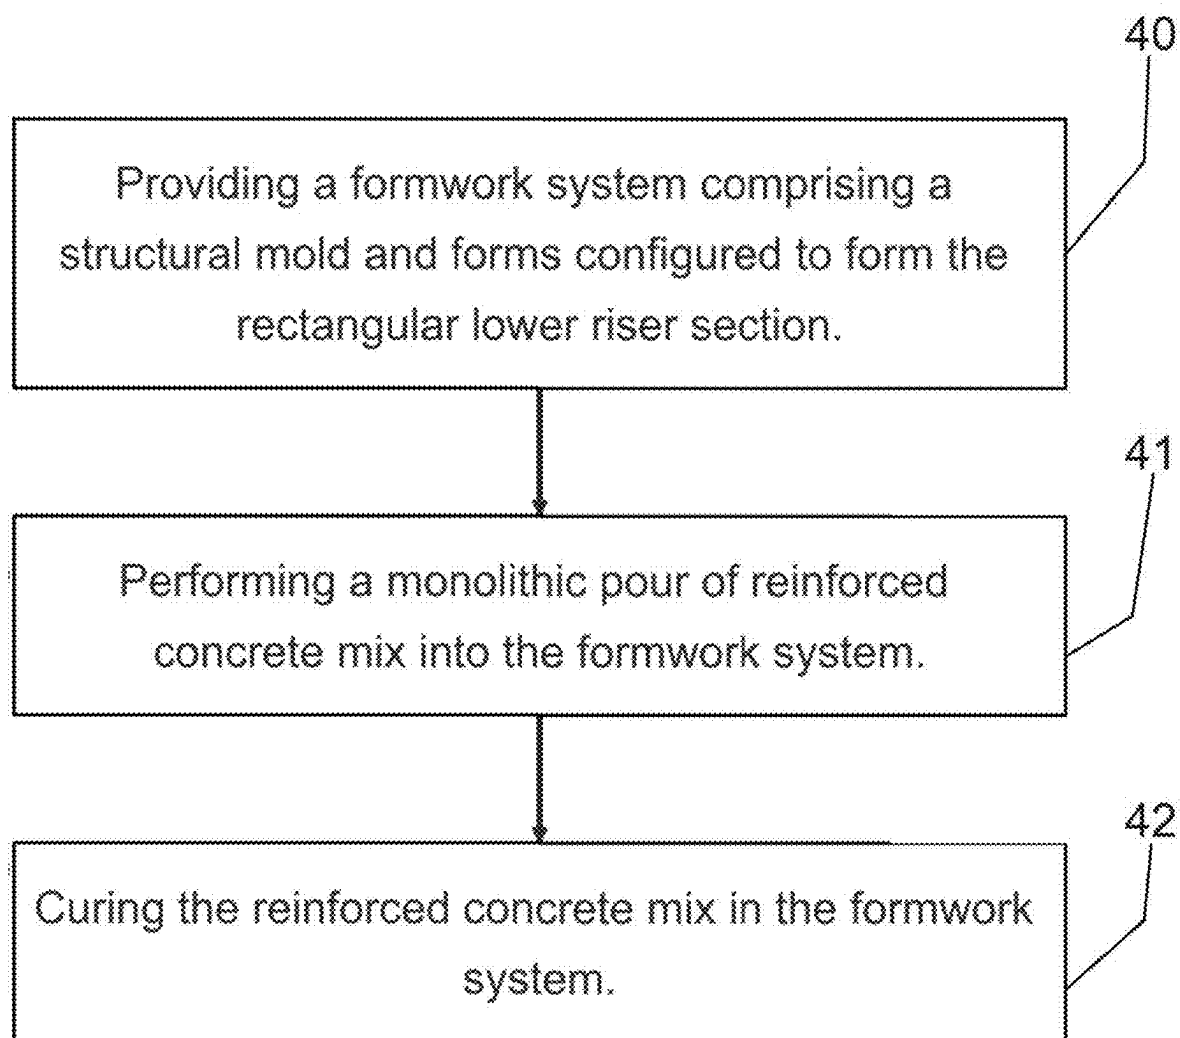 40
Providing a formwork system comprising a
structural mold and forms configured to form the
rectangular lower riser section.
41
Performing a monolithic pour of reinforced
concrete mix into the formwork system.
42
Curing the reinforced concrete mix in the formwork
system.